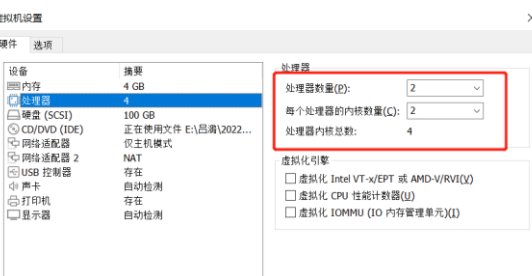 虚拟机设置
硬件 选项
设备 摘要
内存 4 GB
处理器 4
硬盘 (SCSI) 100 GB
CD/DVD (IDE) 正在使用文件 E:\吕滃\2022...
网络适配器 仅主机模式
网络适配器 2 NAT
USB 控制器 存在
声卡 自动检测
打印机 存在
显示器 自动检测
处理器
处理器数量(P): 2
每个处理器的内核数量(C): 2
处理器内核总数: 4
虚拟化引擎
虚拟化 Intel VT-x/EPT 或 AMD-V/RVI(V)
虚拟化 CPU 性能计数器(U)
虚拟化 IOMMU (IO 内存管理单元)(I)